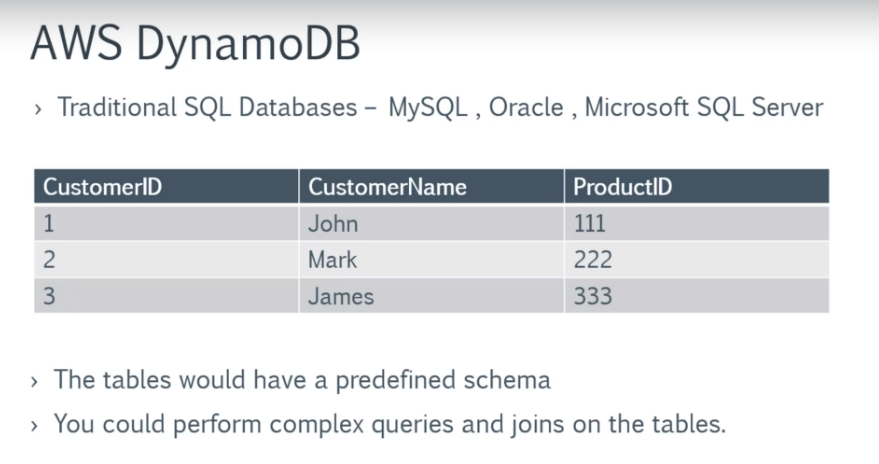 AWS DynamoDB
› Traditional SQL Databases – MySQL , Oracle , Microsoft SQL Server
CustomerID CustomerName ProductID
1 John 111
2 Mark 222
3 James 333
› The tables would have a predefined schema
› You could perform complex queries and joins on the tables.